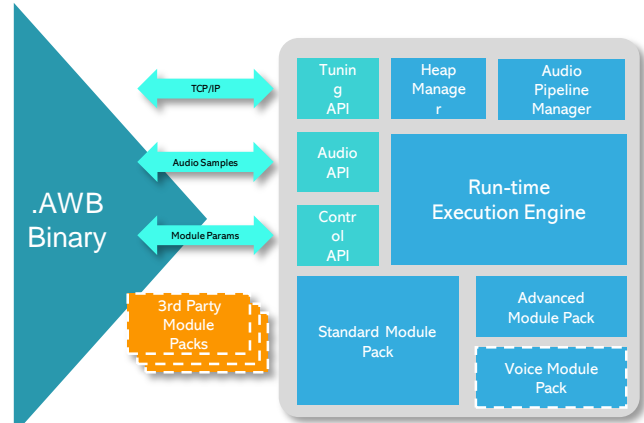 .AWB
Binary
TCP/IP
Audio Samples
Module Params
3rd Party
Module
Packs
Tunin
g
API
Heap
Manage
r
Audio
Pipeline
Manager
Audio
API
Run-time
Execution Engine
Contr
ol
API
Standard Module
Pack
Advanced
Module Pack
Voice Module
Pack